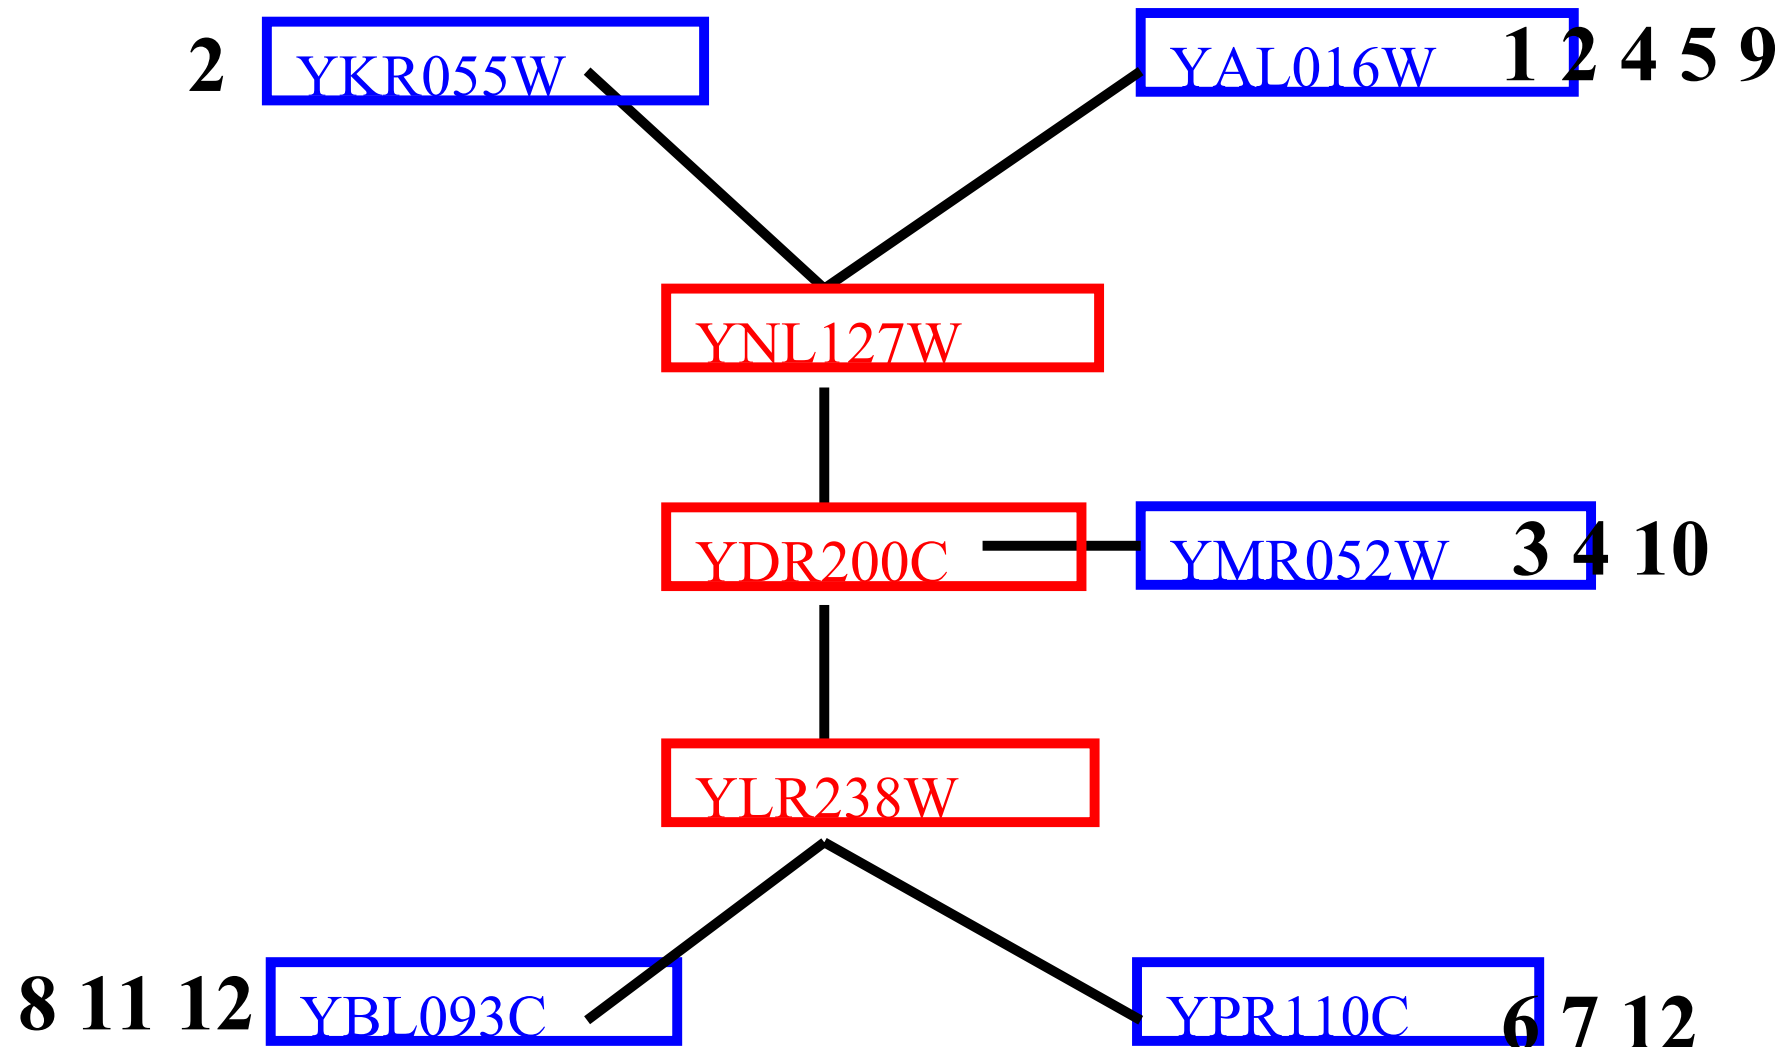 2 YKR055W YAL016W 1 2 4 5 9
YNL127W
YDR200C YMR052W 3 4 10
YLR238W
8 11 12 YBL093C YPR110C 6 7 12